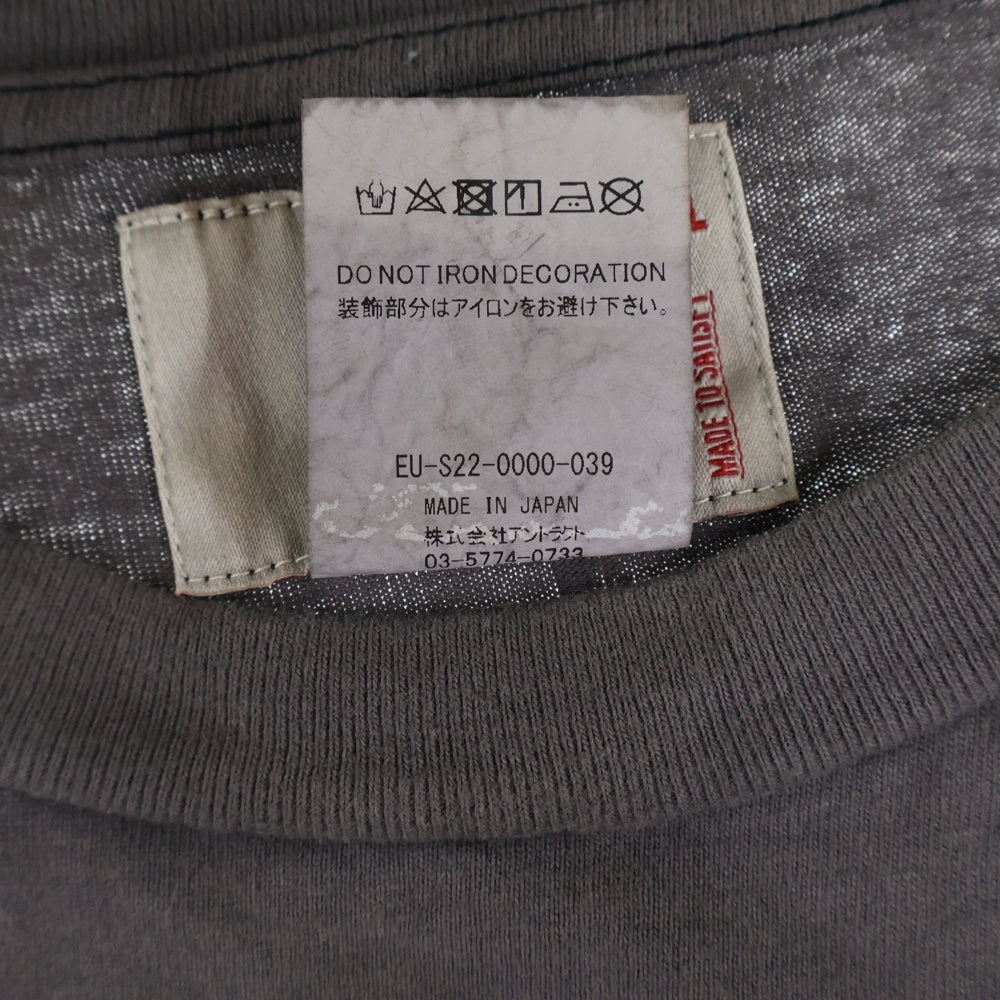 DO NOT IRON DECORATION
装飾部分はアイロンをお避け下さい。
EU-S22-0000-039
MADE IN JAPAN
株式会社アントラクト
03-5774-0733
MADE TO SATISFY